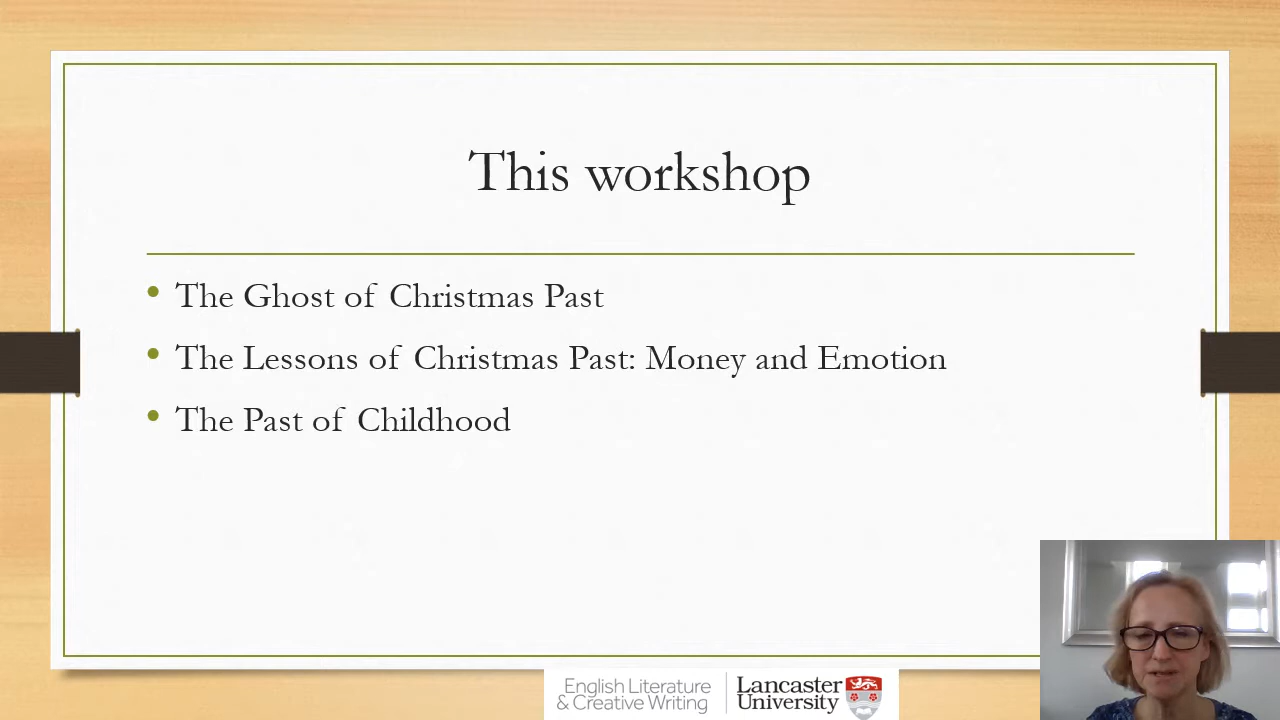 This workshop
The Ghost of Christmas Past
The Lessons of Christmas Past: Money and Emotion
The Past of Childhood
English Literature
& Creative Writing
Lancaster
University